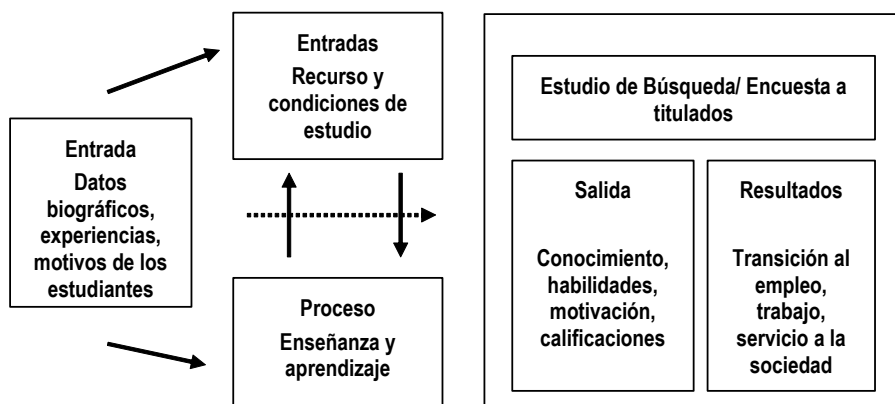 Entrada
Datos
biográficos,
experiencias,
motivos de los
estudiantes
Entradas
Recurso y
condiciones de
estudio
Proceso
Enseñanza y
aprendizaje
Estudio de Búsqueda/ Encuesta a
titulados
Salida
Conocimiento,
habilidades,
motivación,
calificaciones
Resultados
Transición al
empleo,
trabajo,
servicio a la
sociedad